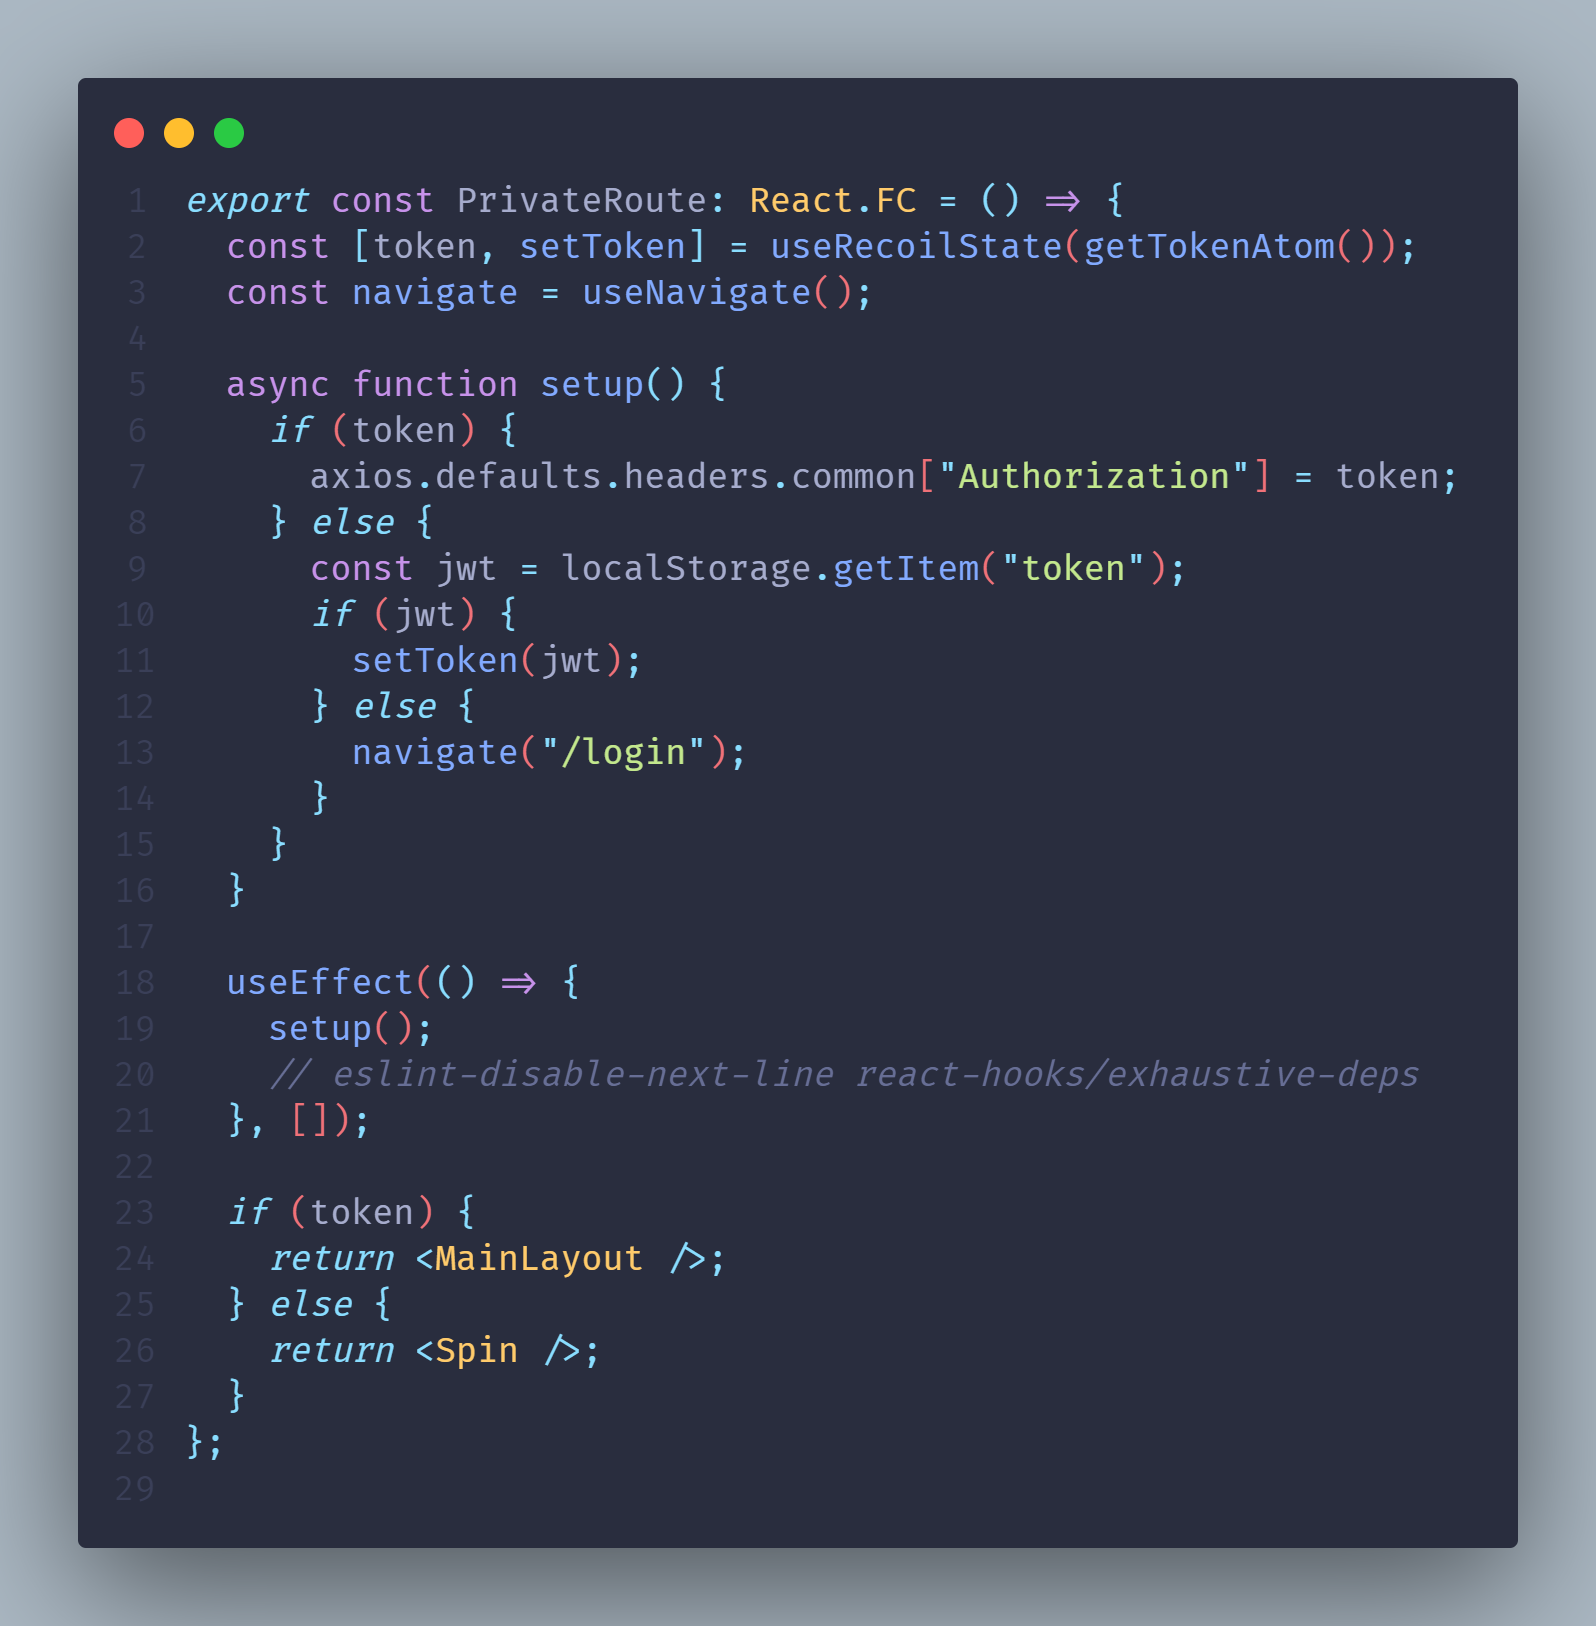 1 export const PrivateRoute: React.FC = () => {
2   const [token, setToken] = useRecoilState(getTokenAtom());
3   const navigate = useNavigate();
4
5   async function setup() {
6     if (token) {
7       axios.defaults.headers.common["Authorization"] = token;
8     } else {
9       const jwt = localStorage.getItem("token");
10       if (jwt) {
11         setToken(jwt);
12       } else {
13         navigate("/login");
14       }
15     }
16   }
17
18   useEffect(() => {
19     setup();
20     // eslint-disable-next-line react-hooks/exhaustive-deps
21   }, []);
22
23   if (token) {
24     return <MainLayout />;
25   } else {
26     return <Spin />;
27   }
28 };
29